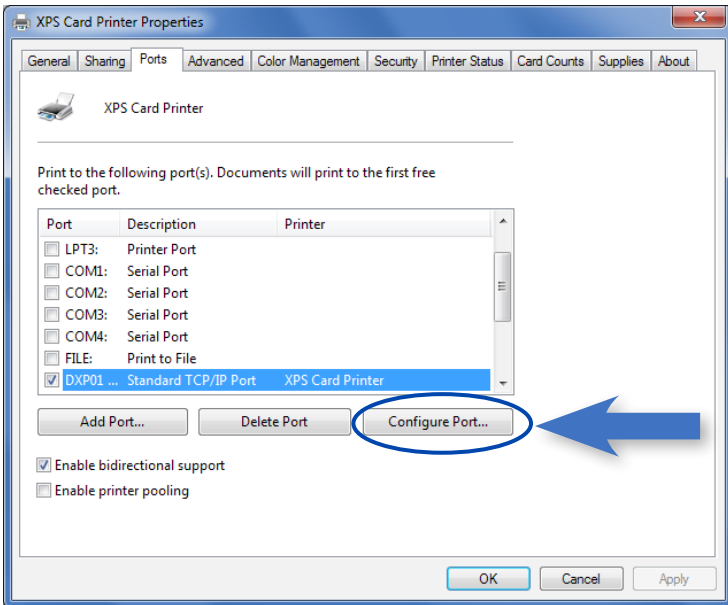 XPS Card Printer Properties
General Sharing Ports Advanced Color Management Security Printer Status Card Counts Supplies About
XPS Card Printer
Print to the following port(s). Documents will print to the first free
checked port.
Port Description Printer
LPT3: Printer Port
COM1: Serial Port
COM2: Serial Port
COM3: Serial Port
COM4: Serial Port
FILE: Print to File
DXP01 ... Standard TCP/IP Port XPS Card Printer
Add Port... Delete Port Configure Port...
Enable bidirectional support
Enable printer pooling
OK Cancel Apply